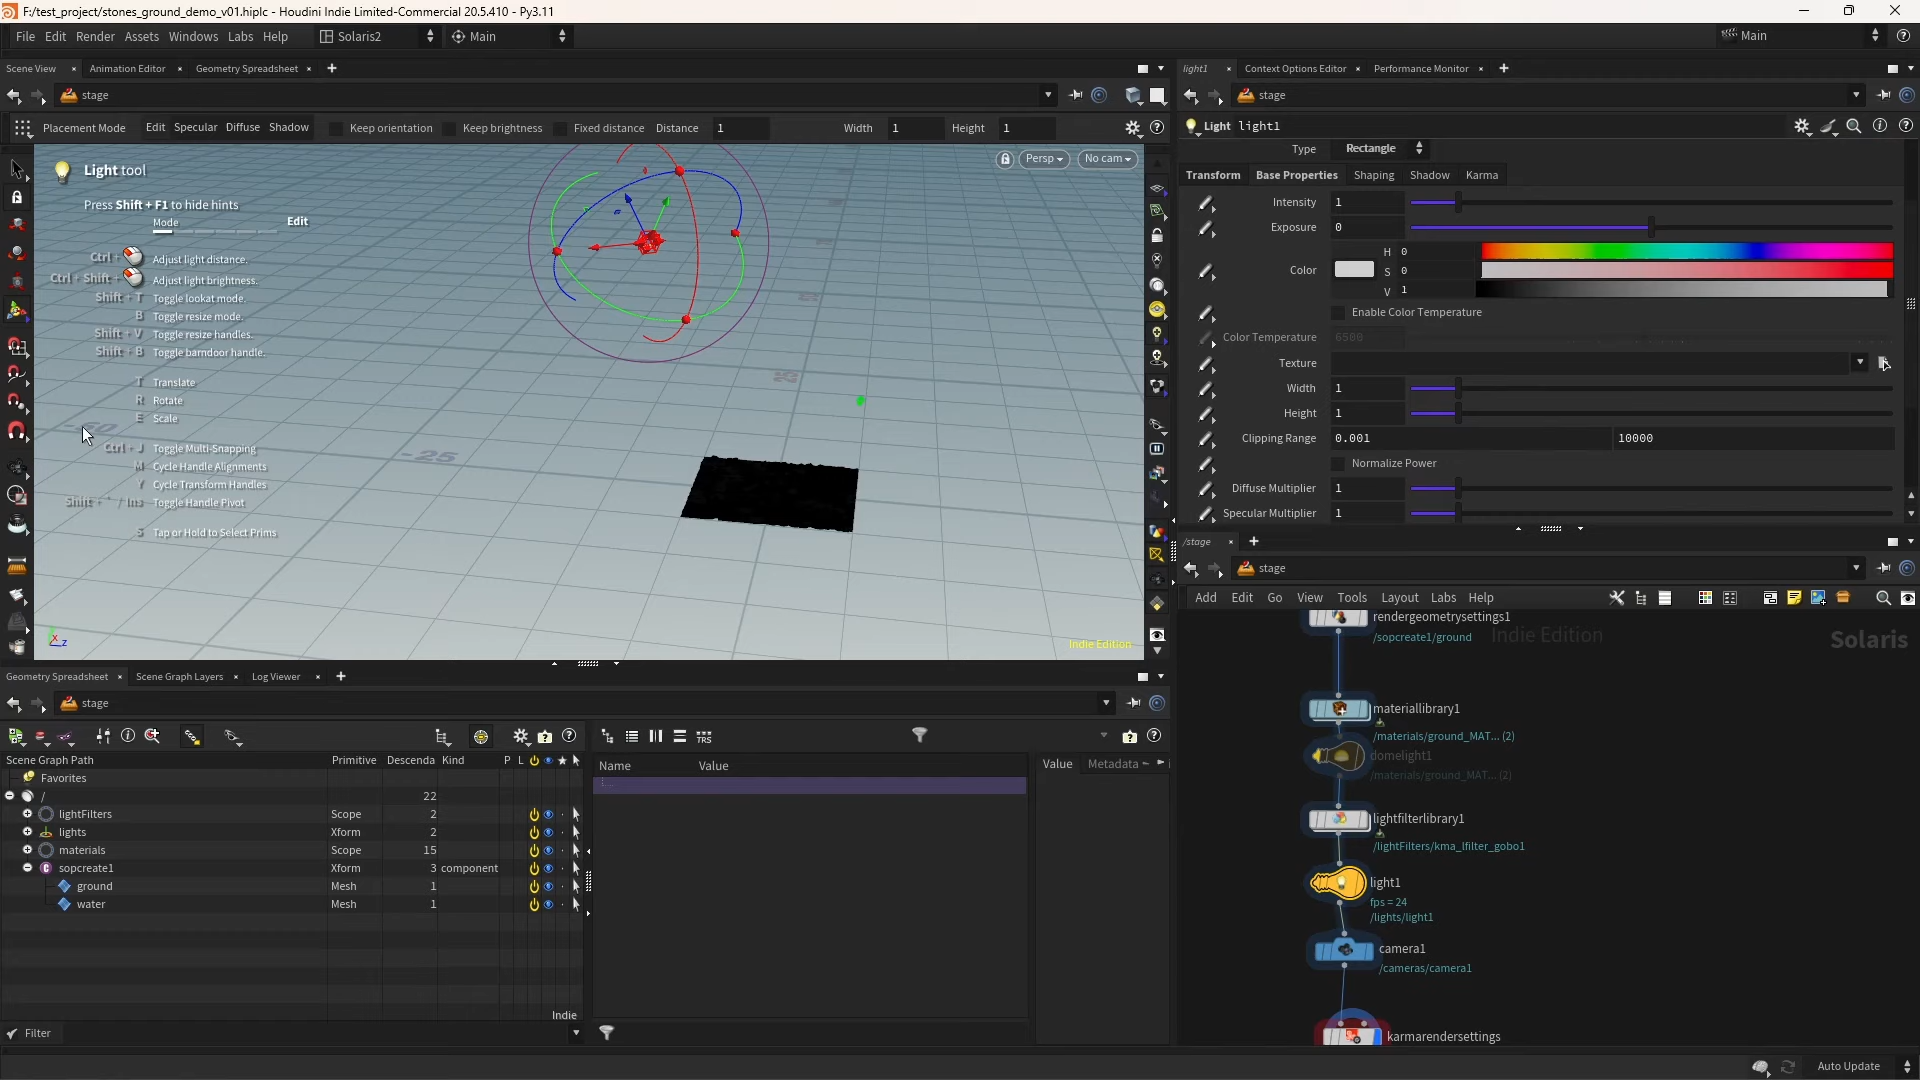 F:/test_project/stones_ground_demo_v01.hiplc - Houdini Indie Limited-Commercial 20.5.410 - Py3.11
File Edit Render Assets Windows Labs Help Solaris2 Main Main
Scene View Animation Editor Geometry Spreadsheet
stage
Placement Mode Edit Specular Diffuse Shadow Keep orientation Keep brightness Fixed distance Distance 1 Width 1 Height 1
Light tool
Persp No cam
Press Shift + F1 to hide hints
Mode Edit
Ctrl + Adjust light distance.
Ctrl + Shift + Adjust light brightness.
Shift + T Toggle lookat mode.
B Toggle resize mode.
Shift + V Toggle resize handles.
Shift + B Toggle barndoor handle.
T Translate
R Rotate
E Scale
Ctrl + J Toggle Multi-Snapping
M Cycle Handle Alignments
Y Cycle Transform Handles
Shift + ` / Ins Toggle Handle Pivot
S Tap or Hold to Select Prims
-25
Indie Edition
light1 Context Options Editor Performance Monitor
stage
Light light1
Type Rectangle
Transform Base Properties Shaping Shadow Karma
Intensity 1
Exposure 0
Color H 0
S 0
V 1
Enable Color Temperature
Color Temperature 6500
Texture
Width 1
Height 1
Clipping Range 0.001 10000
Normalize Power
Diffuse Multiplier 1
Specular Multiplier 1
/stage
stage
Add Edit Go View Tools Layout Labs Help
Indie Edition Solaris
rendergeometrysettings1
/sopcreate1/ground
materiallibrary1
/materials/ground_MAT... (2)
domelight1
/materials/ground_MAT... (2)
lightfilterlibrary1
/lightFilters/kma_lfilter_gobo1
light1
fps = 24
/lights/light1
camera1
/cameras/camera1
karmarendersettings
Geometry Spreadsheet Scene Graph Layers Log Viewer
stage
Scene Graph Path Primitive Descenda Kind P L
Favorites
/ 22
lightFilters Scope 2
lights Xform 2
materials Scope 15
sopcreate1 Xform 3 component
ground Mesh 1
water Mesh 1
Indie
Filter
TRS
Name Value
Value Metadata
Auto Update